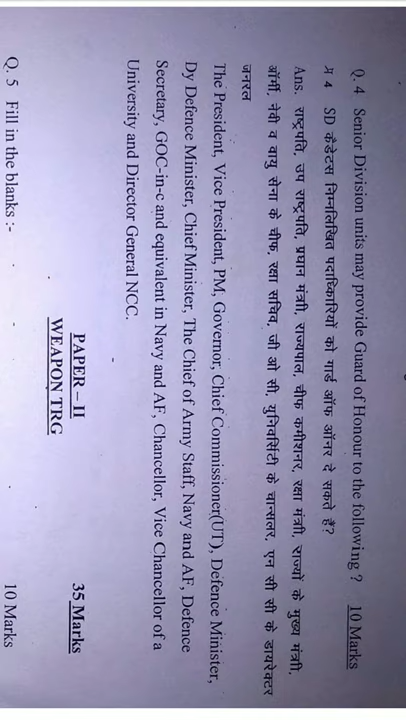 Q. 4 Senior Division units may provide Guard of Honour to the following ? 10 Marks
प्र 4 SD कैडेटस निम्नलिखित पदाधिकारियों को गार्ड ऑफ ऑनर दे सकते हैं?
Ans. राष्ट्रपति, उप राष्ट्रपति, प्रधान मंत्री, राज्यपाल, चीफ कमीशनर, रक्षा मंत्री, राज्यों के मुख्य मंत्री,
ऑर्मी, नेवी व वायु सेना के चीफ, रक्षा सचिव, जी ओ सी, युनिवर्सिटी के चान्सलर, एन सी सी के डायरेक्टर
जनरल
The President, Vice President, PM, Governor, Chief Commissioner(UT), Defence Minister,
Dy Defence Minister, Chief Minister, The Chief of Army Staff, Navy and AF, Defence
Secretary, GOC-in-c and equivalent in Navy and AF, Chancellor, Vice Chancellor of a
University and Director General NCC.
PAPER – II 35 Marks
WEAPON TRG
Q. 5 Fill in the blanks :- 10 Marks